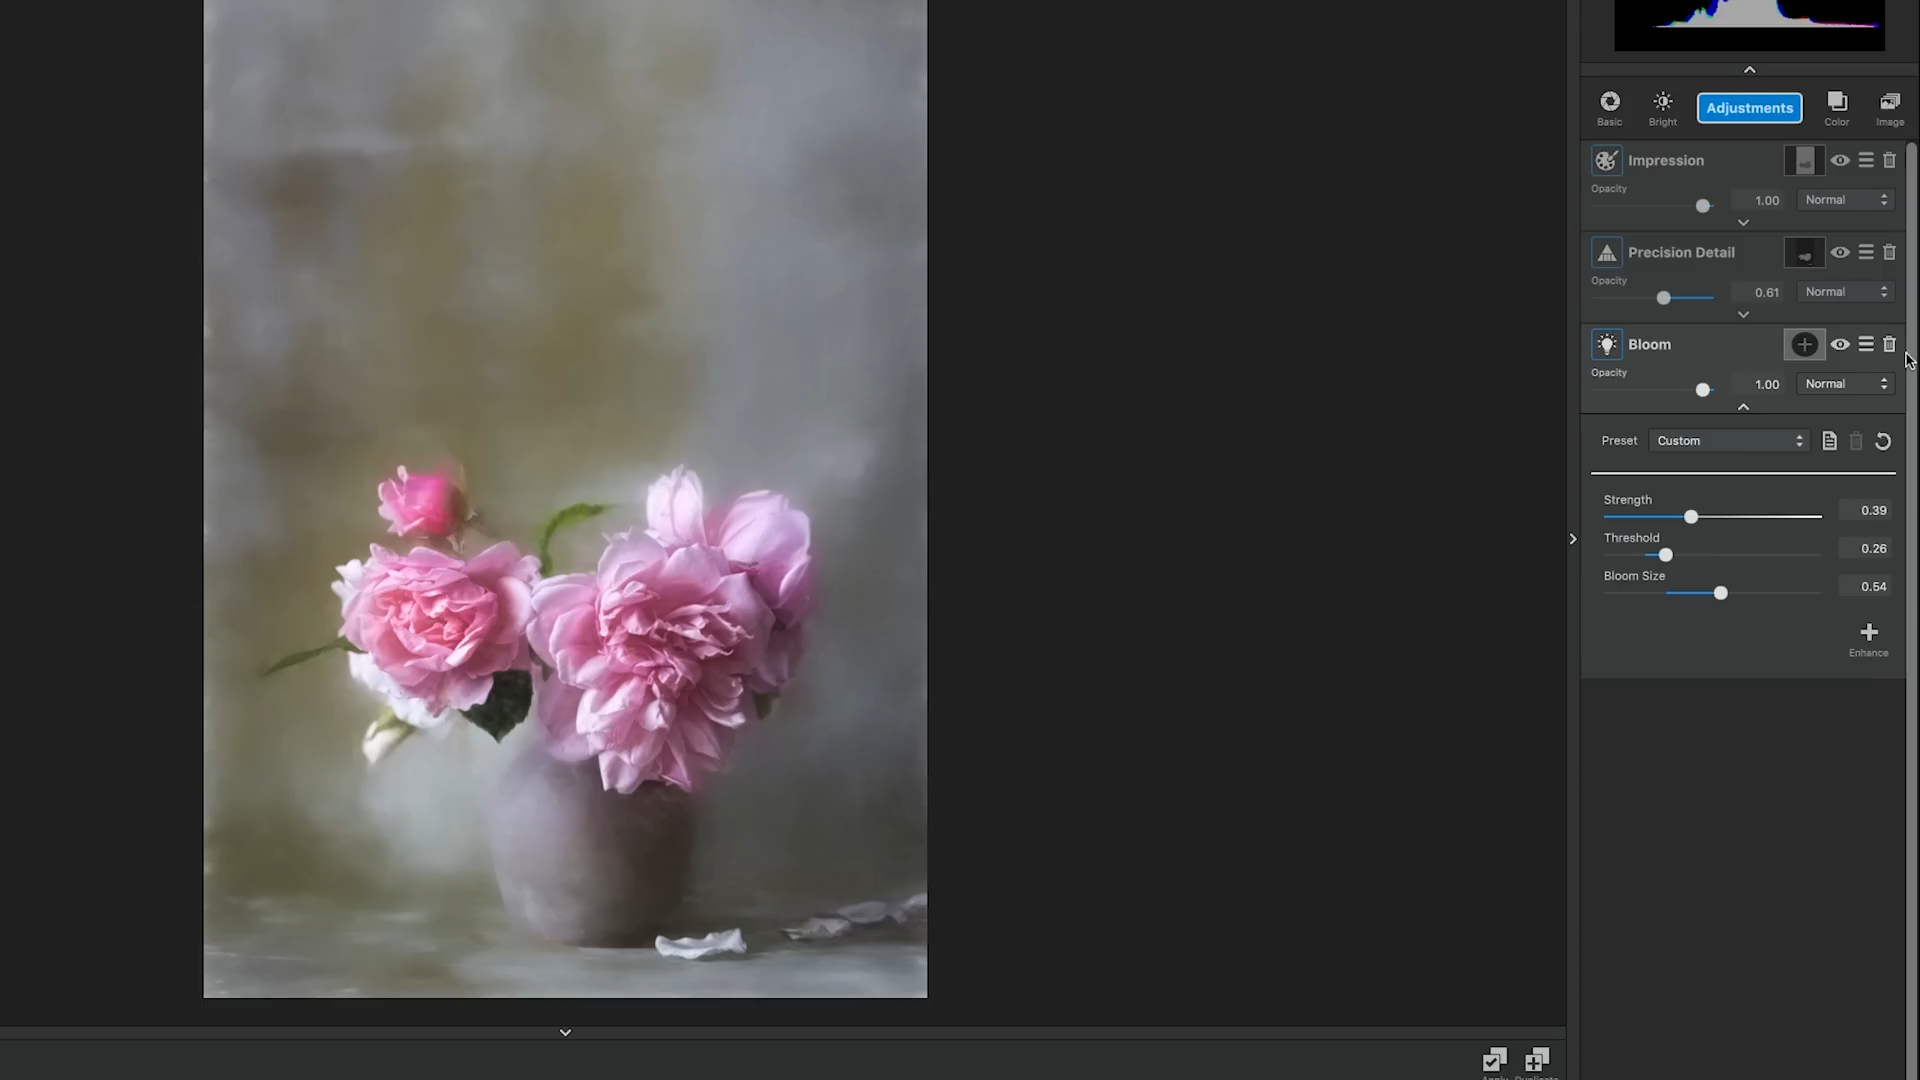 Basic Bright Adjustments Color Image
Impression
Opacity
1.00 Normal
Precision Detail
Opacity
0.61 Normal
Bloom
Opacity
1.00 Normal
Preset Custom
Strength
0.39
Threshold
0.26
Bloom Size
0.54
Enhance